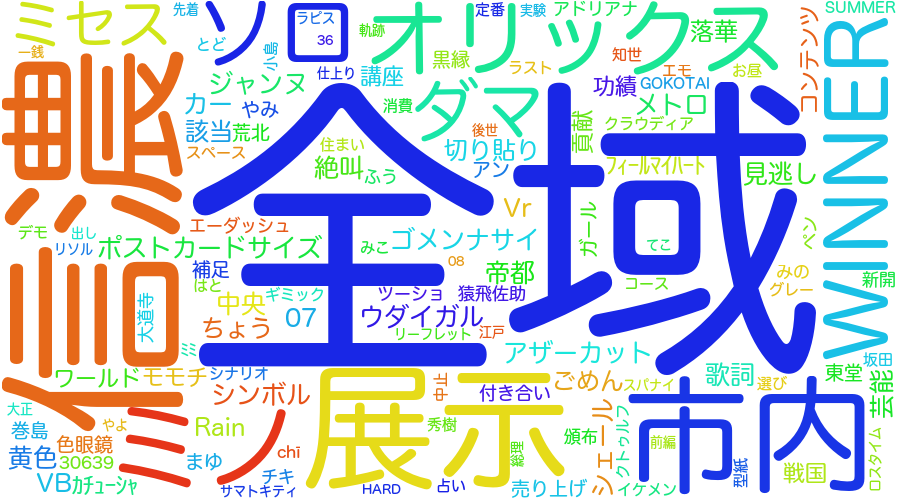 ミセス
先着
ソロ
ラピス
36
オリックス
軌跡
定番
実験
アドリアナ
落華
コンテンツ
SUMMER
一銭
とど
小島
仕上り
講座
黒縁
ラスト
知世
エモ
お昼
信濃
ジャンヌ
カー
やみ
消費
ダマ
功績
GOKOTAI
メトロ
WINNER
該当
荒北
スペース
全域
住まい
絶叫
ふう
後世
切り貼り
アン
貢献
クラウディア
フィールマイハート
見逃し
デモ
出し
リソル
エーダッシュ
ポストカードサイズ
みこ
ゴメンナサイ
Vr
ガール
てこ
ペン
補足
はと
08
帝都
コース
みの
グレー
新開
大道寺
中央
ギミック
ツーショ
猿飛佐助
ちょう
07
ウダイガル
リーフレット
江戸
ミミ
アザーカット
坂田
ワールド
モモチ
シナリオ
シンボル
展示
中止
付き合い
ごめん
スパナイ
歌詞
選び
東堂
芸能
大正
やよ
ミノ
巻島
色眼鏡
Rain
chī
秀樹
総理
頒布
シェール
クトゥルフ
市内
前編
黄色
30639
まゆ
VB
カチューシャ
チキ
サマトキティ
HARD
占い
売り上げ
イケメン
型紙
戦国
ロスタイム